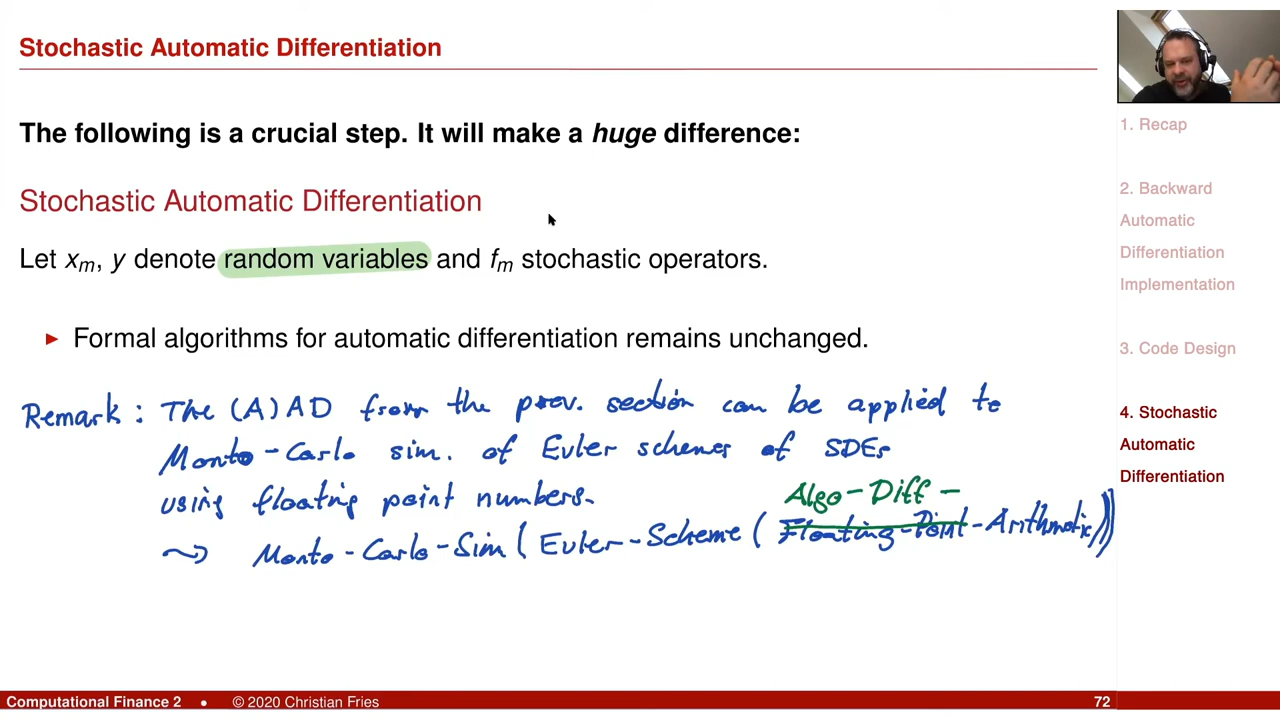 Stochastic Automatic Differentiation
The following is a crucial step. It will make a huge difference:
Stochastic Automatic Differentiation
Let xₘ, y denote random variables and fₘ stochastic operators.
► Formal algorithms for automatic differentiation remains unchanged.
Remark: The (A)AD from the prev. section can be applied to
Monto-Carlo sim. of Euler schemes of SDEs
using floating point numbers.
Algo-Diff-
⇝ Monto-Carlo-Sim(Euler-Scheme(Floating-Point-Arithmetic)))
1. Recap
2. Backward
Automatic
Differentiation
Implementation
3. Code Design
4. Stochastic
Automatic
Differentiation
Computational Finance 2 • © 2020 Christian Fries 72